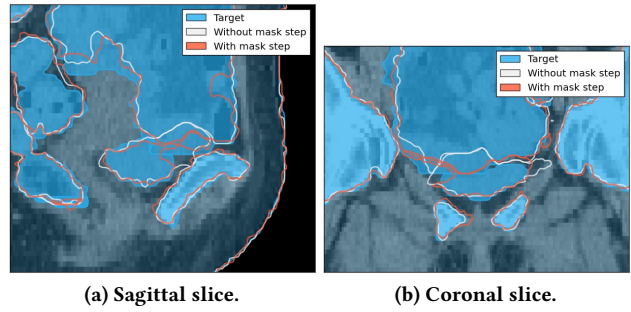 Target
Without mask step
With mask step
Target
Without mask step
With mask step
(a) Sagittal slice.
(b) Coronal slice.